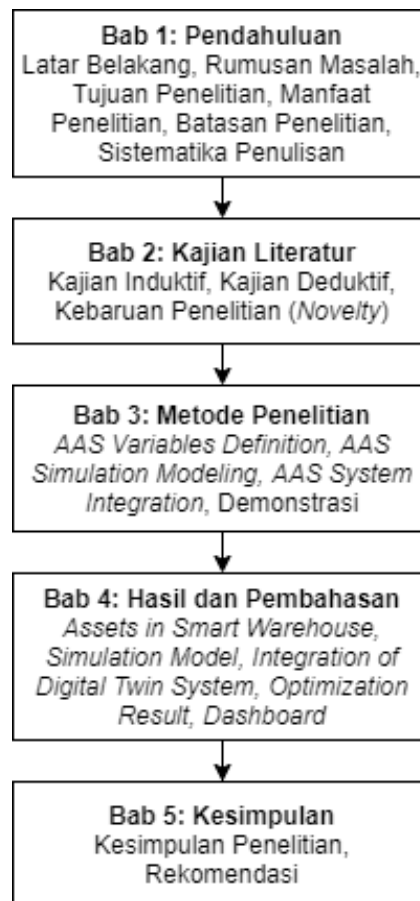 Bab 1: Pendahuluan
Latar Belakang, Rumusan Masalah,
Tujuan Penelitian, Manfaat
Penelitian, Batasan Penelitian,
Sistematika Penulisan
Bab 2: Kajian Literatur
Kajian Induktif, Kajian Deduktif,
Kebaruan Penelitian (Novelty)
Bab 3: Metode Penelitian
AAS Variables Definition, AAS
Simulation Modeling, AAS System
Integration, Demonstrasi
Bab 4: Hasil dan Pembahasan
Assets in Smart Warehouse,
Simulation Model, Integration of
Digital Twin System, Optimization
Result, Dashboard
Bab 5: Kesimpulan
Kesimpulan Penelitian,
Rekomendasi